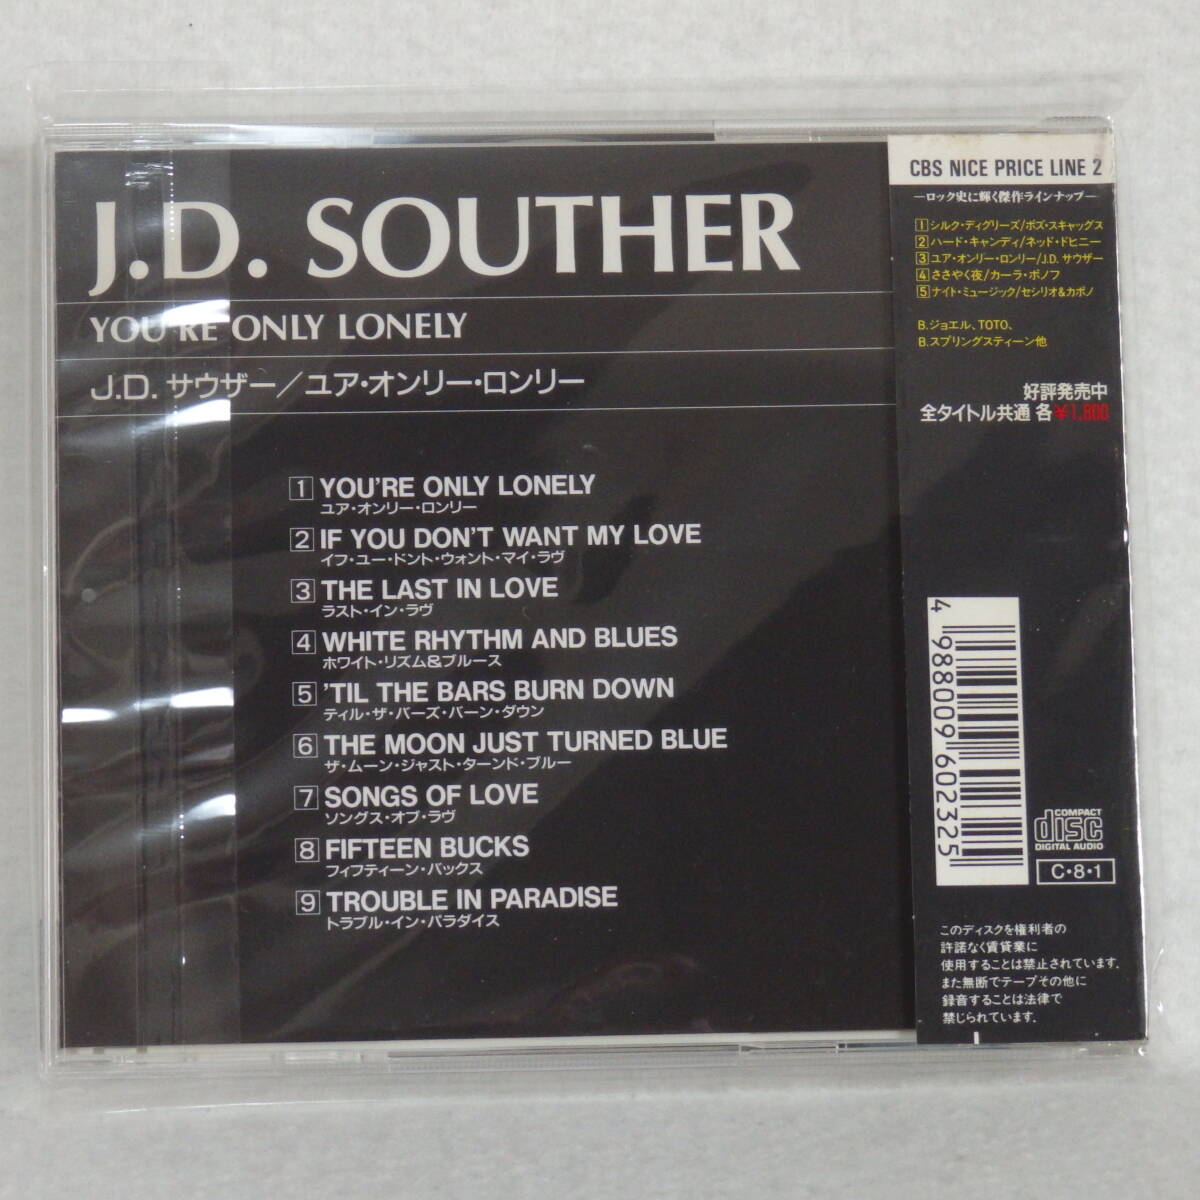 J.D. SOUTHER
YOU'RE ONLY LONELY
J.D. サウザー／ユア・オンリー・ロンリー
1 YOU'RE ONLY LONELY
ユア・オンリー・ロンリー
2 IF YOU DON'T WANT MY LOVE
イフ・ユー・ドント・ウォント・マイ・ラヴ
3 THE LAST IN LOVE
ラスト・イン・ラヴ
4 WHITE RHYTHM AND BLUES
ホワイト・リズム&ブルース
5 'TIL THE BARS BURN DOWN
ティル・ザ・バーズ・バーン・ダウン
6 THE MOON JUST TURNED BLUE
ザ・ムーン・ジャスト・ターンド・ブルー
7 SONGS OF LOVE
ソングス・オブ・ラヴ
8 FIFTEEN BUCKS
フィフティーン・バックス
9 TROUBLE IN PARADISE
トラブル・イン・パラダイス
CBS NICE PRICE LINE 2
―ロック史に輝く傑作ラインナップ―
1 シルク・ディグリーズ/ボズ・スキャッグス
2 ハード・キャンディ/ネッド・ドヒニー
3 ユア・オンリー・ロンリー/J.D. サウザー
4 ささやく夜/カーラ・ボノフ
5 ナイト・ミュージック/セシリオ&カポノ
B.ジョエル、TOTO、
B.スプリングスティーン他
好評発売中
全タイトル共通 各¥1,800
4 988009 602325
COMPACT
disc
DIGITAL AUDIO
C・8・1
このディスクを権利者の
許諾なく賃貸業に
使用することは禁止されています。
また無断でテープその他に
録音することは法律で
禁じられています。